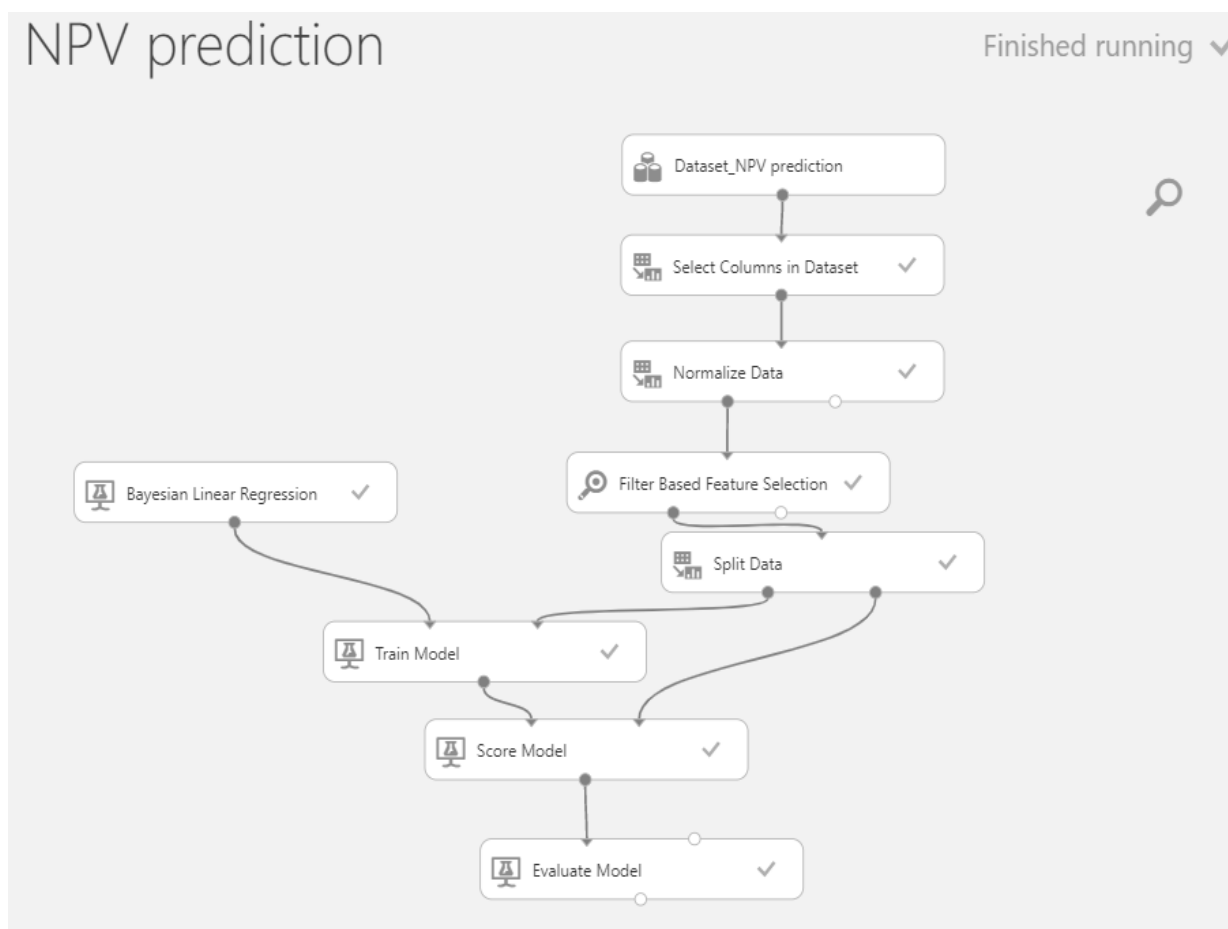 NPV prediction
Finished running
Dataset_NPV prediction
Select Columns in Dataset
Normalize Data
Bayesian Linear Regression
Filter Based Feature Selection
Split Data
Train Model
Score Model
Evaluate Model